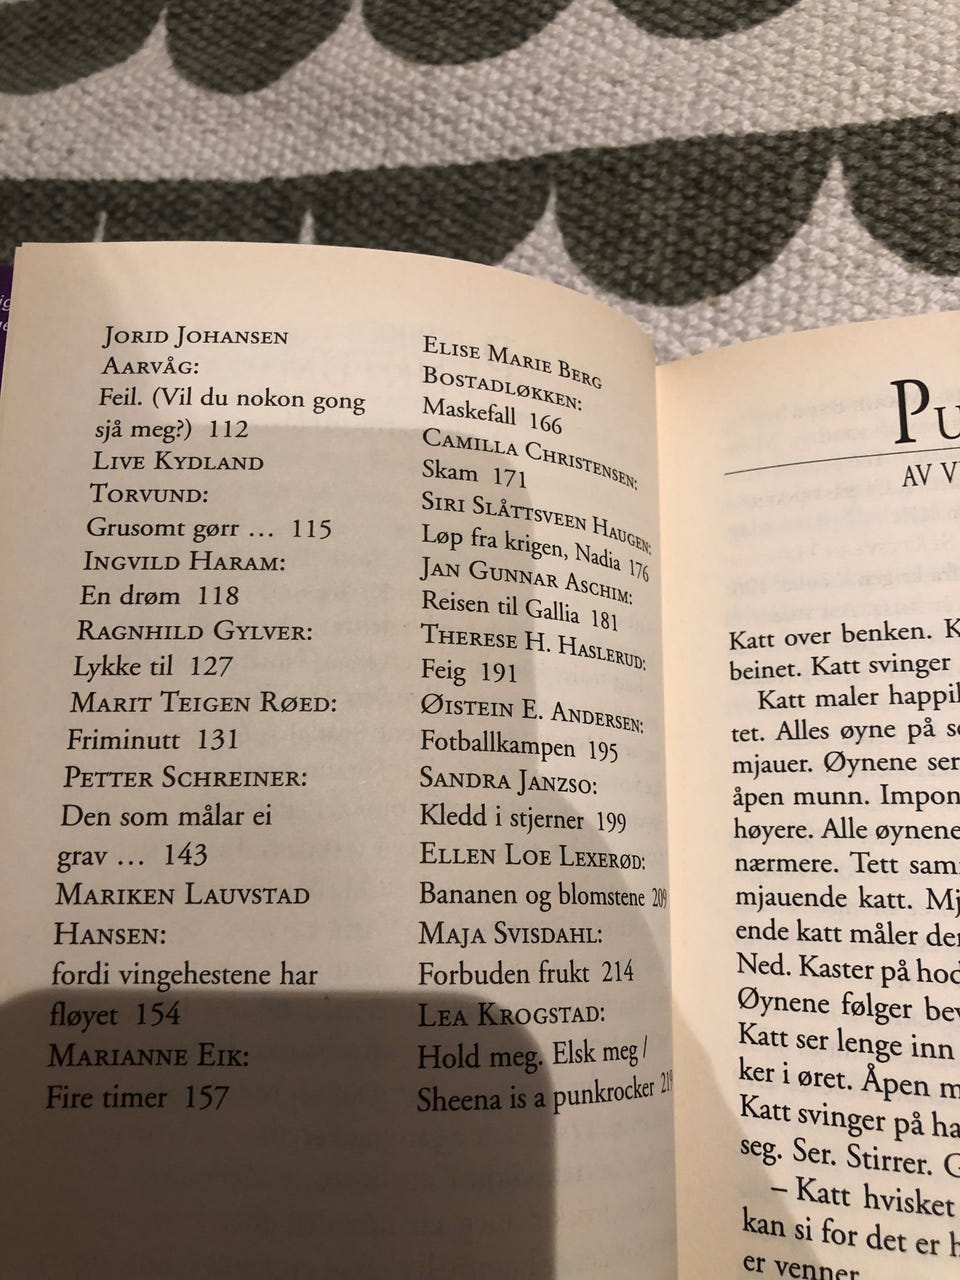 JORID JOHANSEN
AARVÅG:
Feil. (Vil du nokon gong
sjå meg?) 112
LIVE KYDLAND
TORVUND:
Grusomt gørr ... 115
INGVILD HARAM:
En drøm 118
RAGNHILD GYLVER:
Lykke til 127
MARIT TEIGEN RØED:
Friminutt 131
PETTER SCHREINER:
Den som målar ei
grav ... 143
MARIKEN LAUVSTAD
HANSEN:
fordi vingehestene har
fløyet 154
MARIANNE EIK:
Fire timer 157
ELISE MARIE BERG
BOSTADLØKKEN:
Maskefall 166
CAMILLA CHRISTENSEN:
Skam 171
SIRI SLÅTTSVEEN HAUGEN:
Løp fra krigen, Nadia 176
JAN GUNNAR ASCHIM:
Reisen til Gallia 181
THERESE H. HASLERUD:
Feig 191
ØISTEIN E. ANDERSEN:
Fotballkampen 195
SANDRA JANZSO:
Kledd i stjerner 199
ELLEN LOE LEXERØD:
Bananen og blomstene 209
MAJA SVISDAHL:
Forbuden frukt 214
LEA KROGSTAD:
Hold meg. Elsk meg /
Sheena is a punkrocker 219
AV
Katt over benken.
beinet. Katt svinger
Katt maler
tet. Alles øyne på
mjauer. Øynene ser
åpen munn.
høyere. Alle øynene
nærmere. Tett
mjauende katt.
ende katt måler
Ned. Kaster på
Øynene følger
Katt ser lenge inn
ker i øret. Åpen
Katt svinger på
seg. Ser. Stirrer.
– Katt hvisket
kan si for det er
er venner